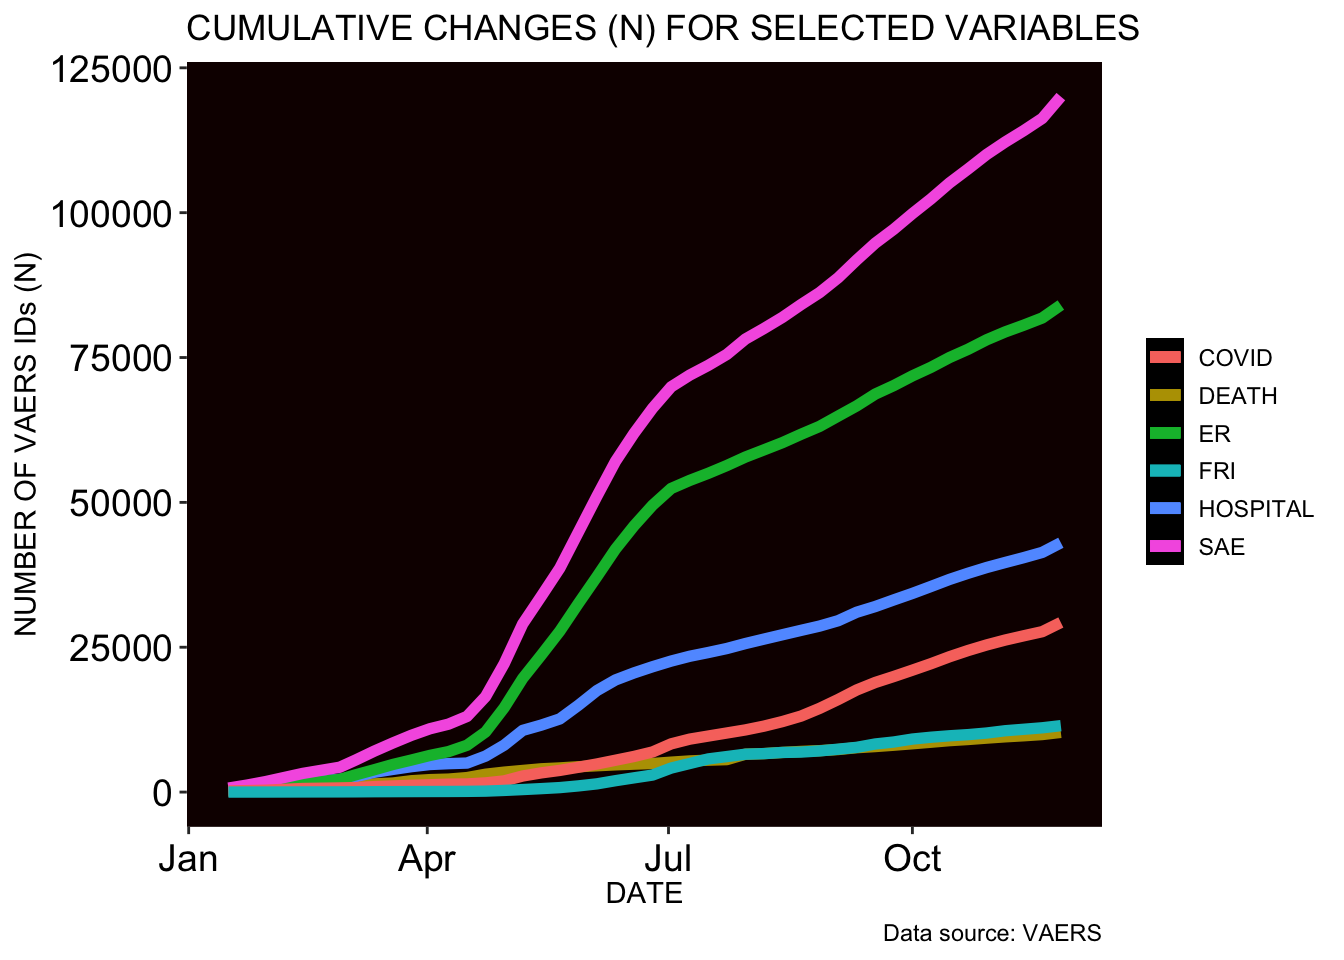 CUMULATIVE CHANGES (N) FOR SELECTED VARIABLES
125000
100000
75000
50000
25000
0
NUMBER OF VAERS IDs (N)
Jan Apr Jul Oct
DATE
COVID
DEATH
ER
FRI
HOSPITAL
SAE
Data source: VAERS